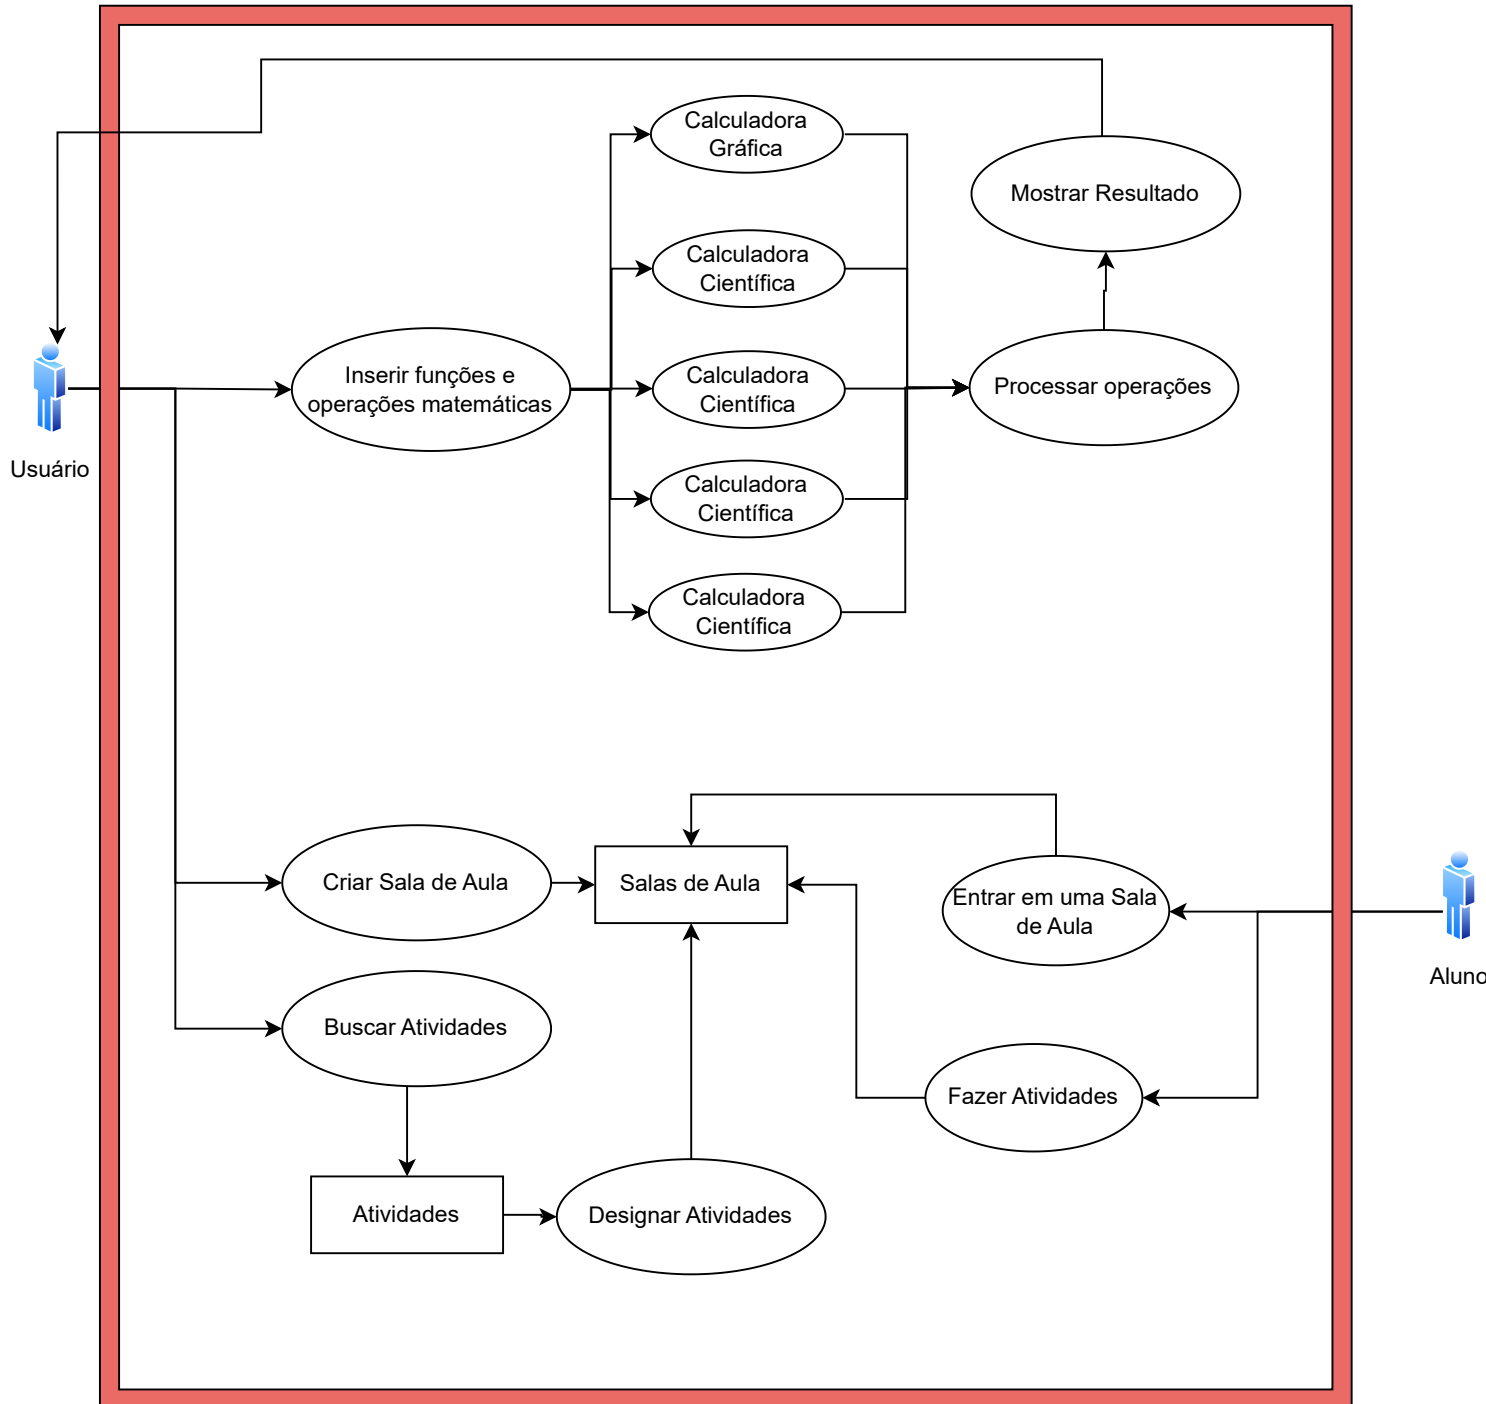 Calculadora
Gráfica
Mostrar Resultado
Calculadora
Científica
Inserir funções e
operações matemáticas
Calculadora
Científica
Processar operações
Usuário
Calculadora
Científica
Calculadora
Científica
Criar Sala de Aula
Salas de Aula
Entrar em uma Sala
de Aula
Aluno
Buscar Atividades
Fazer Atividades
Atividades
Designar Atividades